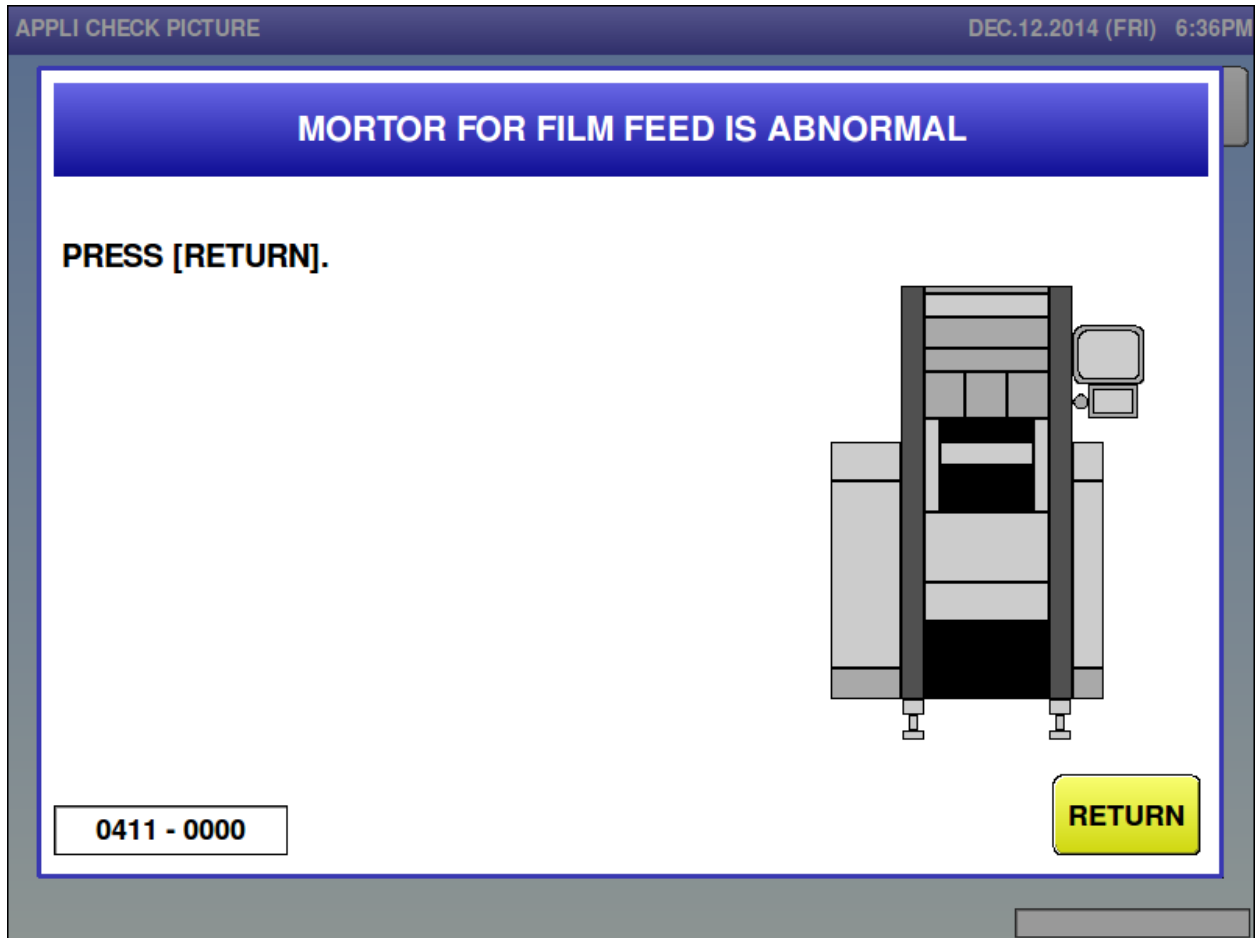 APPLI CHECK PICTURE DEC.12.2014 (FRI) 6:36PM
MORTOR FOR FILM FEED IS ABNORMAL
PRESS [RETURN].
0411 - 0000
RETURN